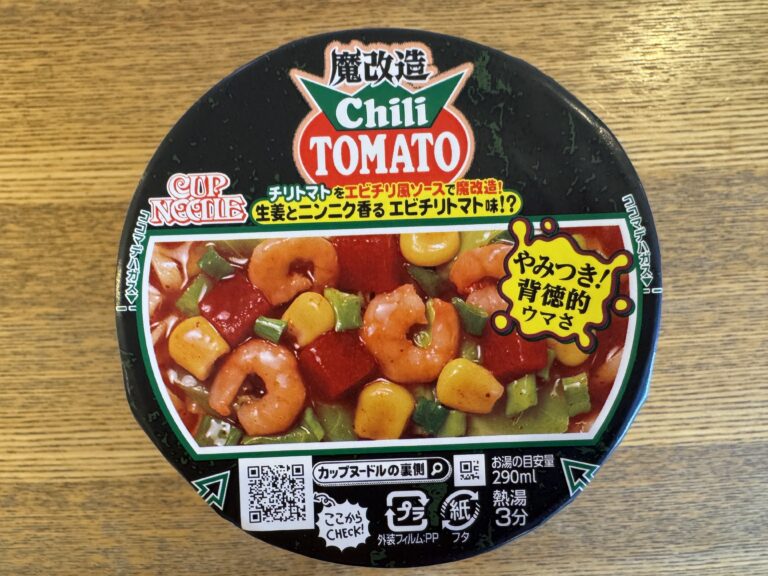 魔改造
Chili
TOMATO
CUP
NOODLE
チリトマトをエビチリ風ソースで魔改造!
生姜とニンニク香る エビチリトマト味!?
ココマデハガス
ココマデハガス
やみつき!
背徳的
ウマさ
カップヌードルの裏側
ここから
CHECK!
プラ
外装フィルム:PP
紙
フタ
お湯の目安量
290ml
熱湯
3分